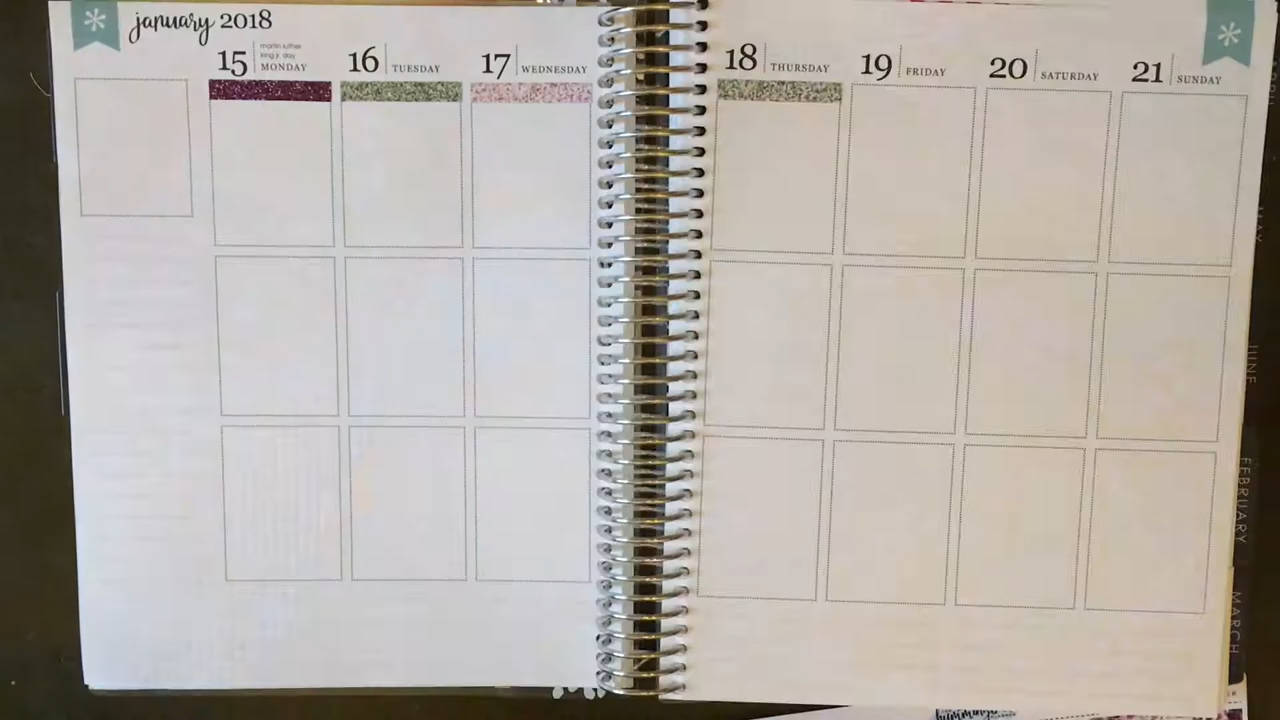 january 2018
15 martin luther king jr. day MONDAY
16 TUESDAY
17 WEDNESDAY
18 THURSDAY
19 FRIDAY
20 SATURDAY
21 SUNDAY
MAY
JUNE
FEBRUARY
MARCH